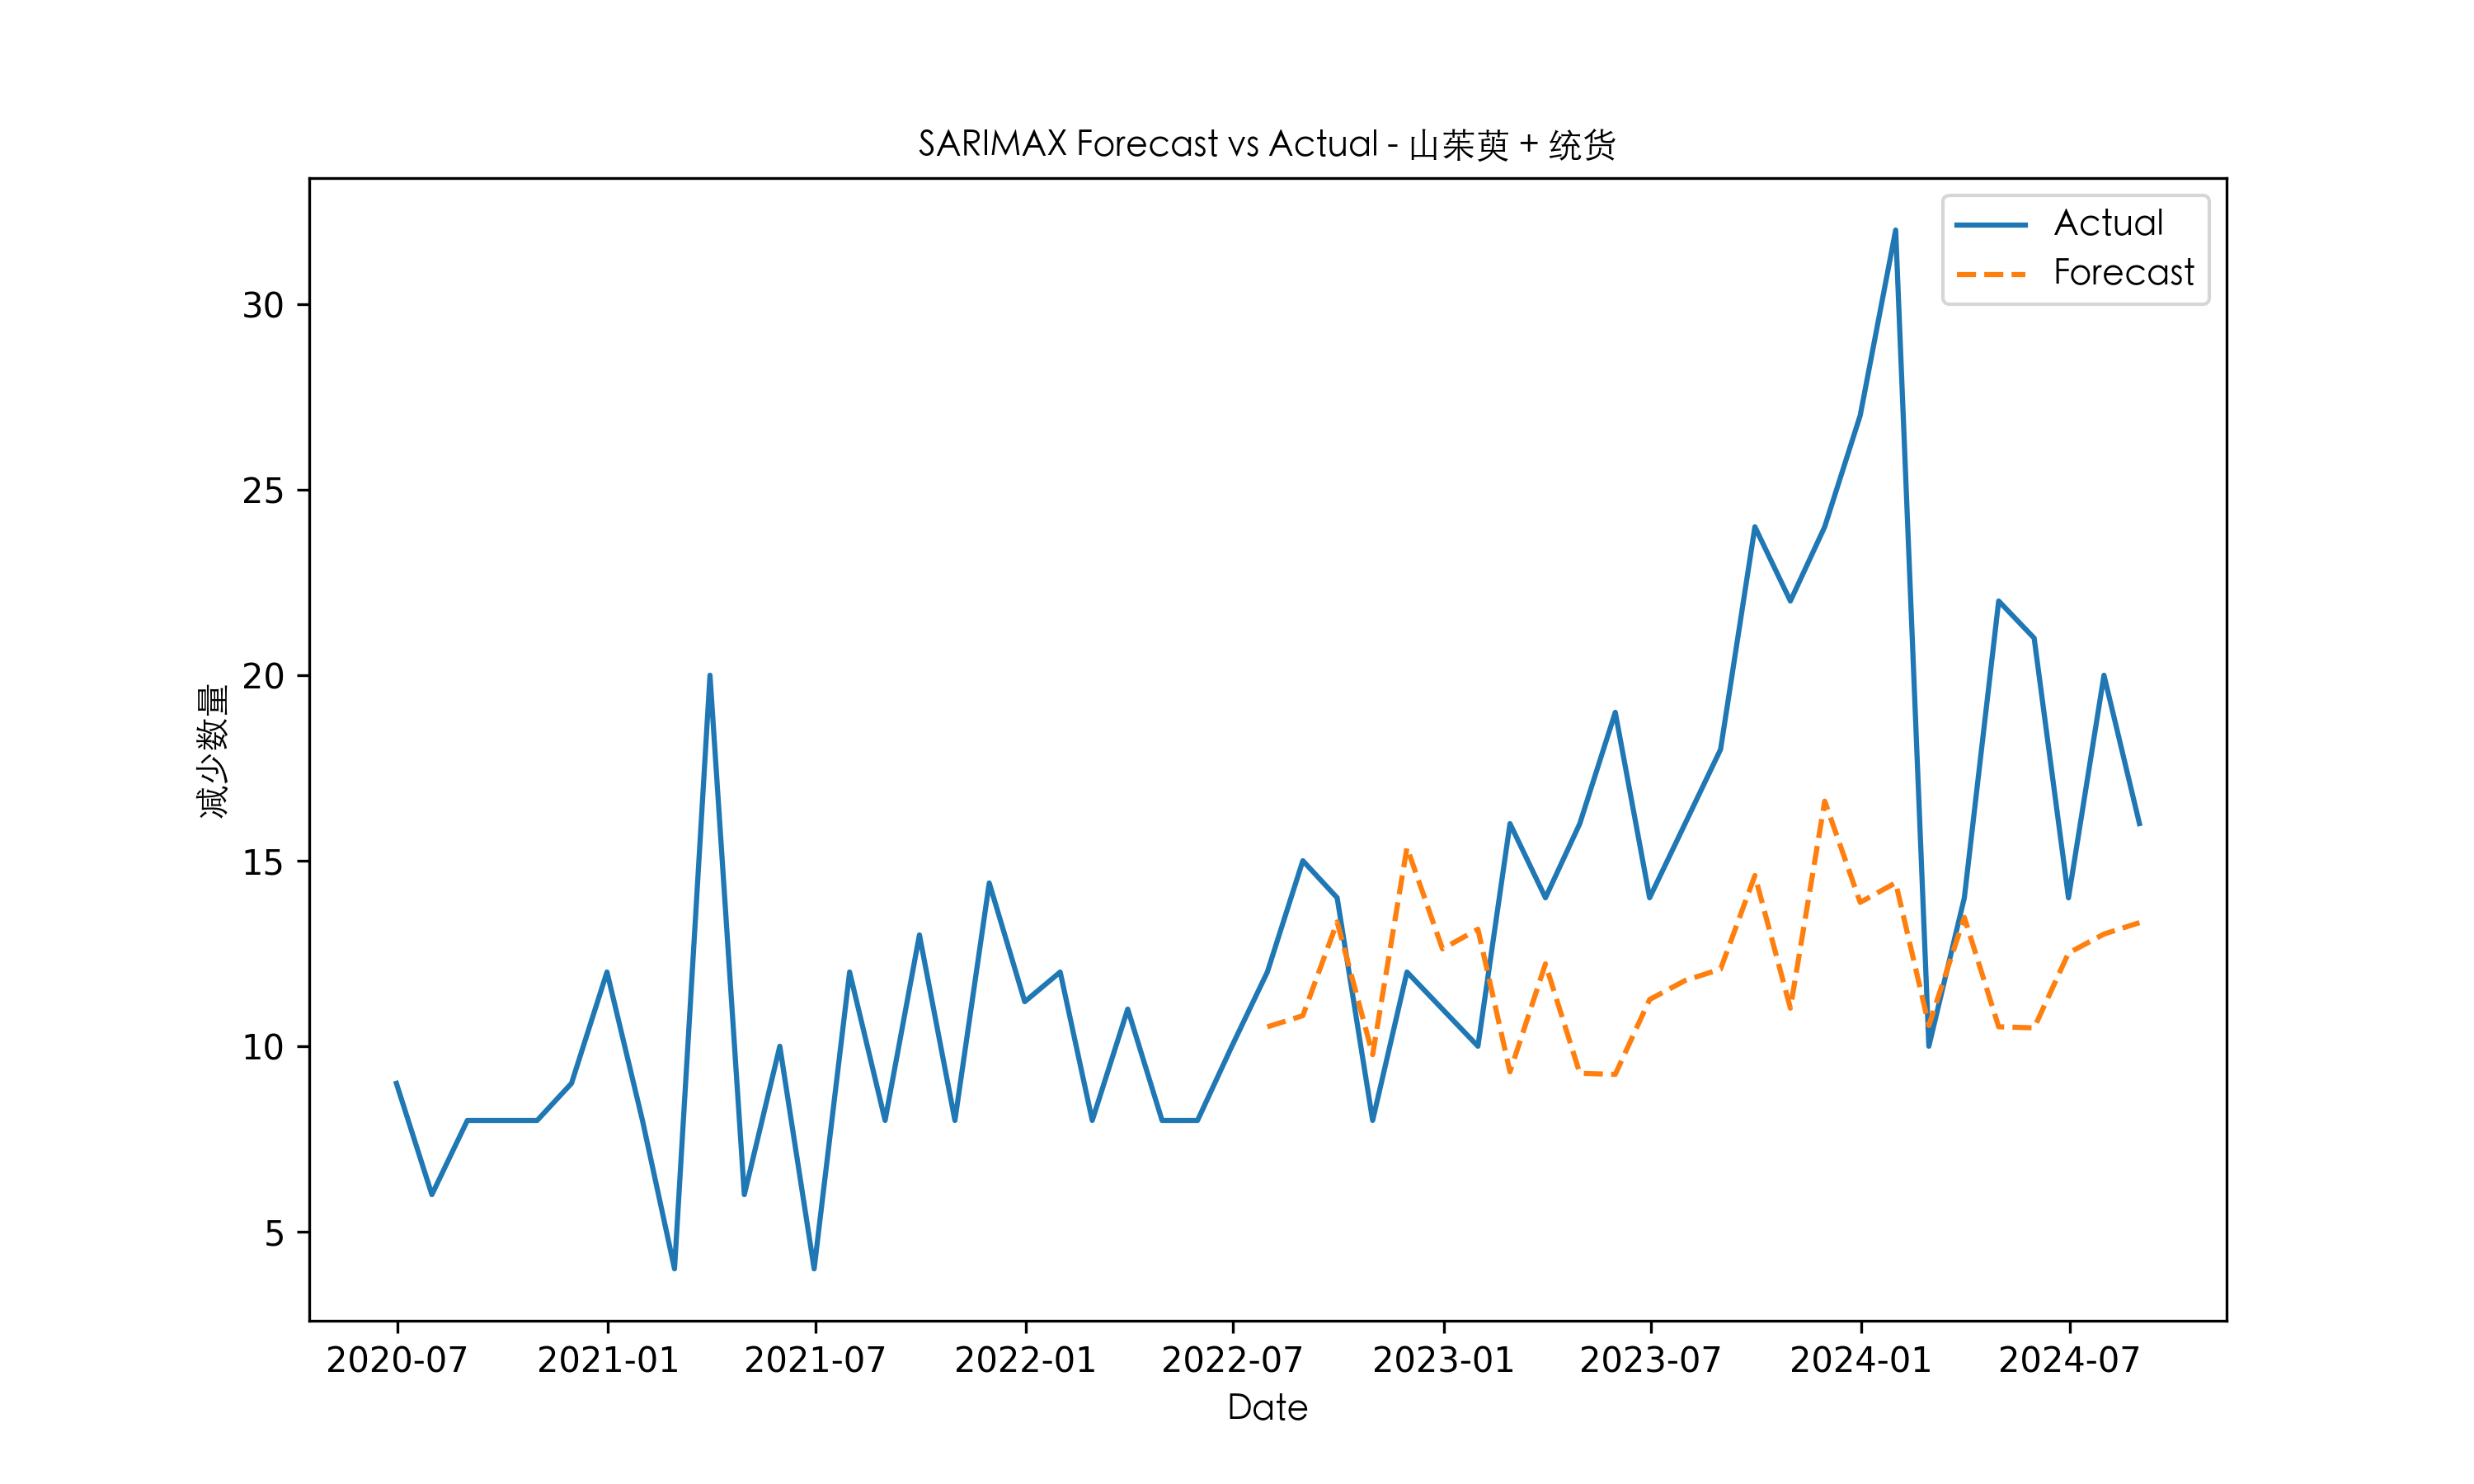 SARIMAX Forecast vs Actual - 山茱萸 + 统货
Actual
Forecast
30
25
20
15
10
5
减少数量
2020-07 2021-01 2021-07 2022-01 2022-07 2023-01 2023-07 2024-01 2024-07
Date